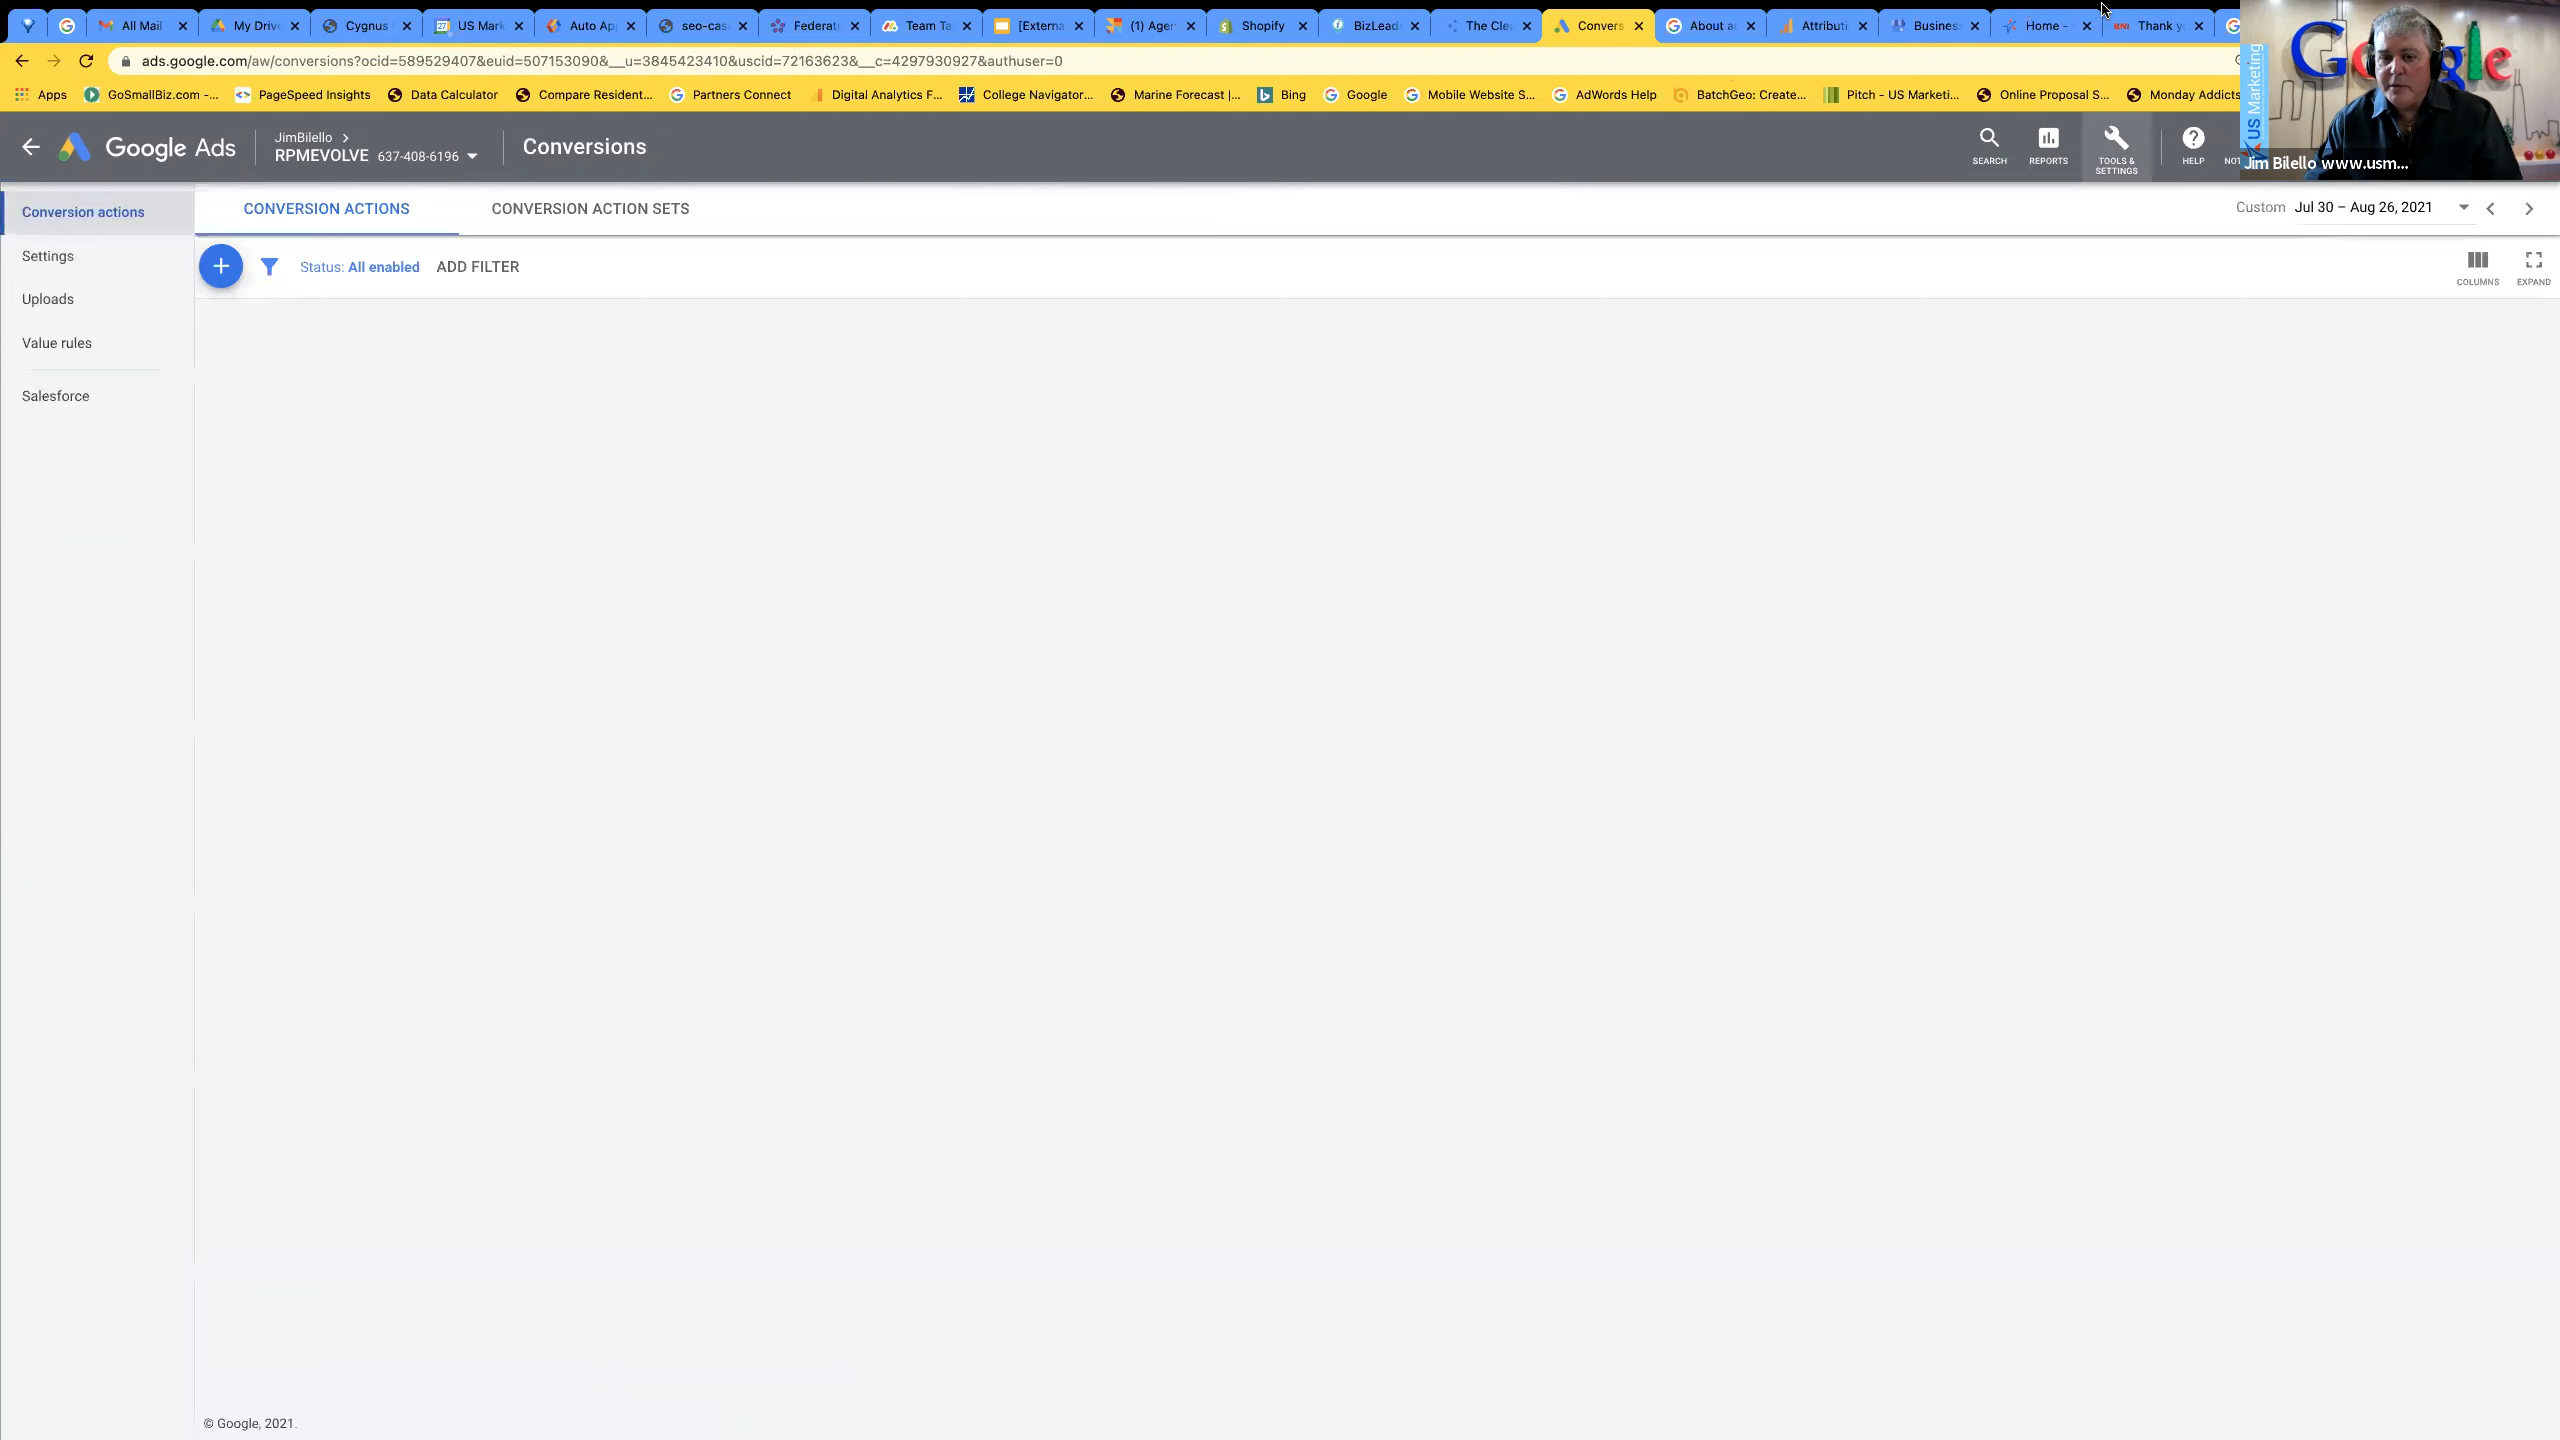 All Mail My Drive Cygnus US Mark Auto Ap seo-cas Federat Team Ta [Externa (1) Agen Shopify BizLead The Cle Convers About a Attributi Business Home - Thank y
ads.google.com/aw/conversions?ocid=589529407&euid=507153090&__u=3845423410&uscid=72163623&__c=4297930927&authuser=0
Apps GoSmallBiz.com -... PageSpeed Insights Data Calculator Compare Resident... Partners Connect Digital Analytics F... College Navigator... Marine Forecast |... Bing Google Mobile Website S... AdWords Help BatchGeo: Create... Pitch - US Marketi... Online Proposal S... Monday Addicts
Google
US Marketing
Jim Bilello www.usm...
Google Ads
JimBilello
RPMEVOLVE 637-408-6196
Conversions
SEARCH
REPORTS
TOOLS &
SETTINGS
HELP
NOT
Conversion actions
Settings
Uploads
Value rules
Salesforce
CONVERSION ACTIONS CONVERSION ACTION SETS
Custom Jul 30 – Aug 26, 2021
Status: All enabled ADD FILTER
COLUMNS
EXPAND
© Google, 2021.